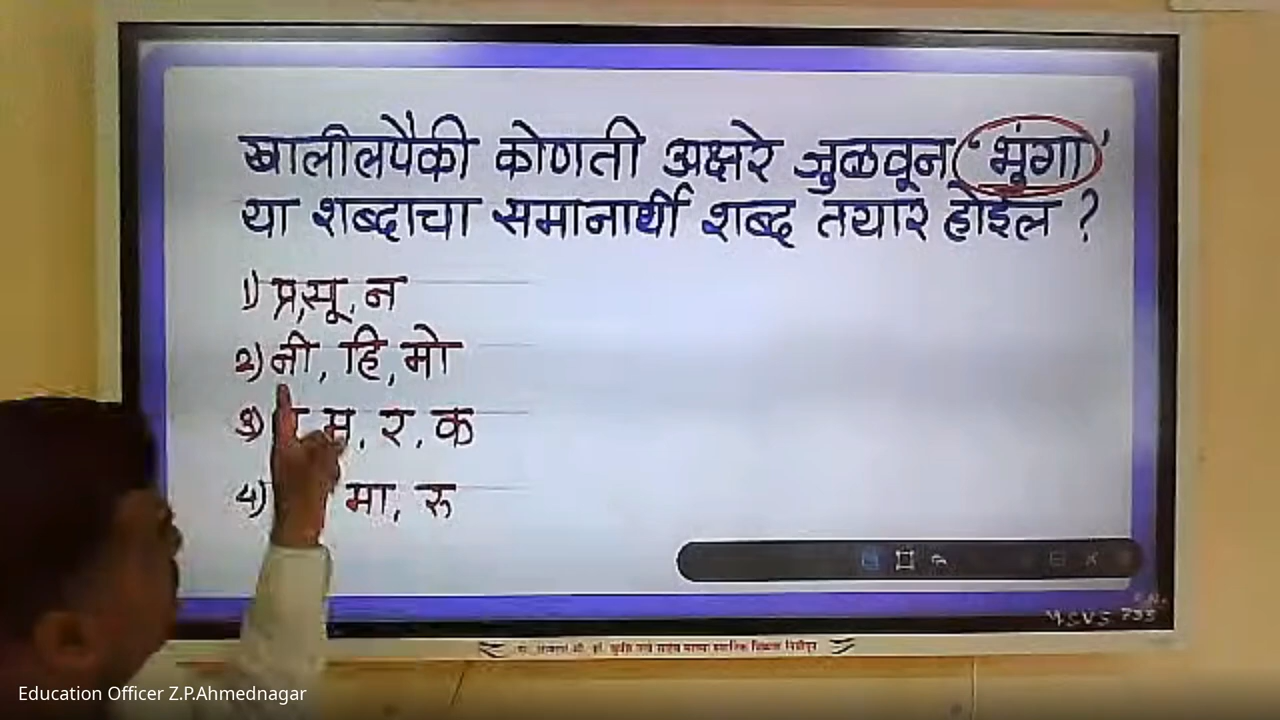 खालीलपैकी कोणती अक्षरे जुळवून 'भूंगा'
या शब्दाचा समानार्थी शब्द तयार होईल ?
1) प्र,सू, न
2) नी, हि, मो
3) म, र, क
4) मा, रु
Education Officer Z.P.Ahmednagar